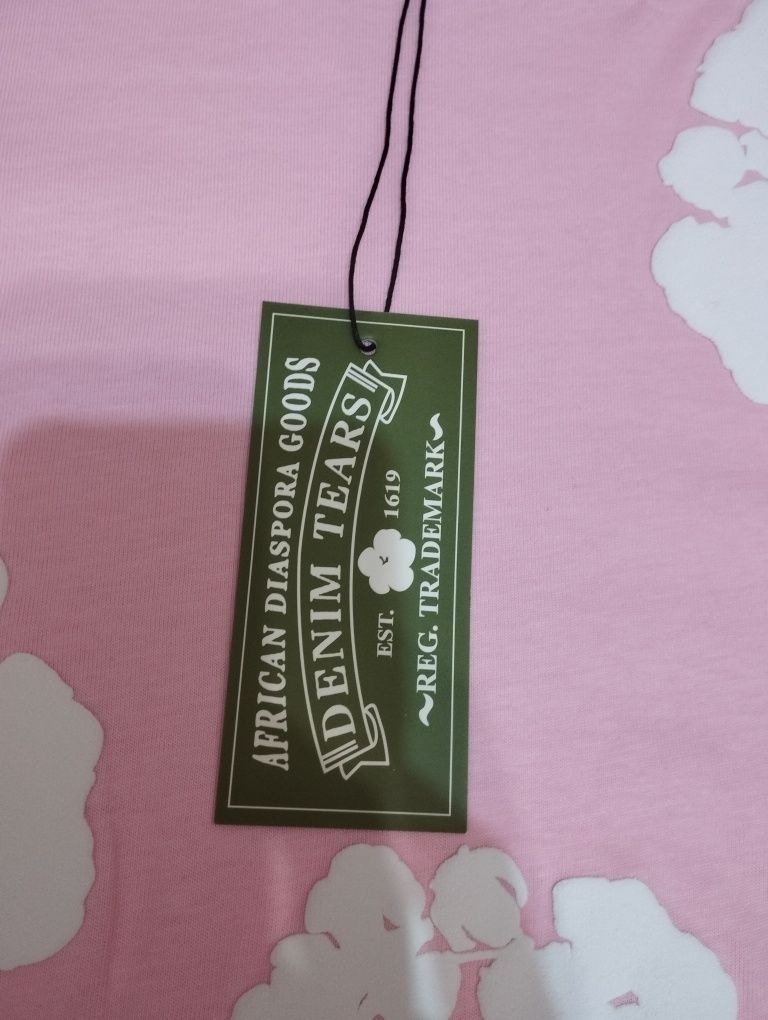 AFRICAN DIASPORA GOODS
DENIM TEARS
EST. 1619
~REG. TRADEMARK~